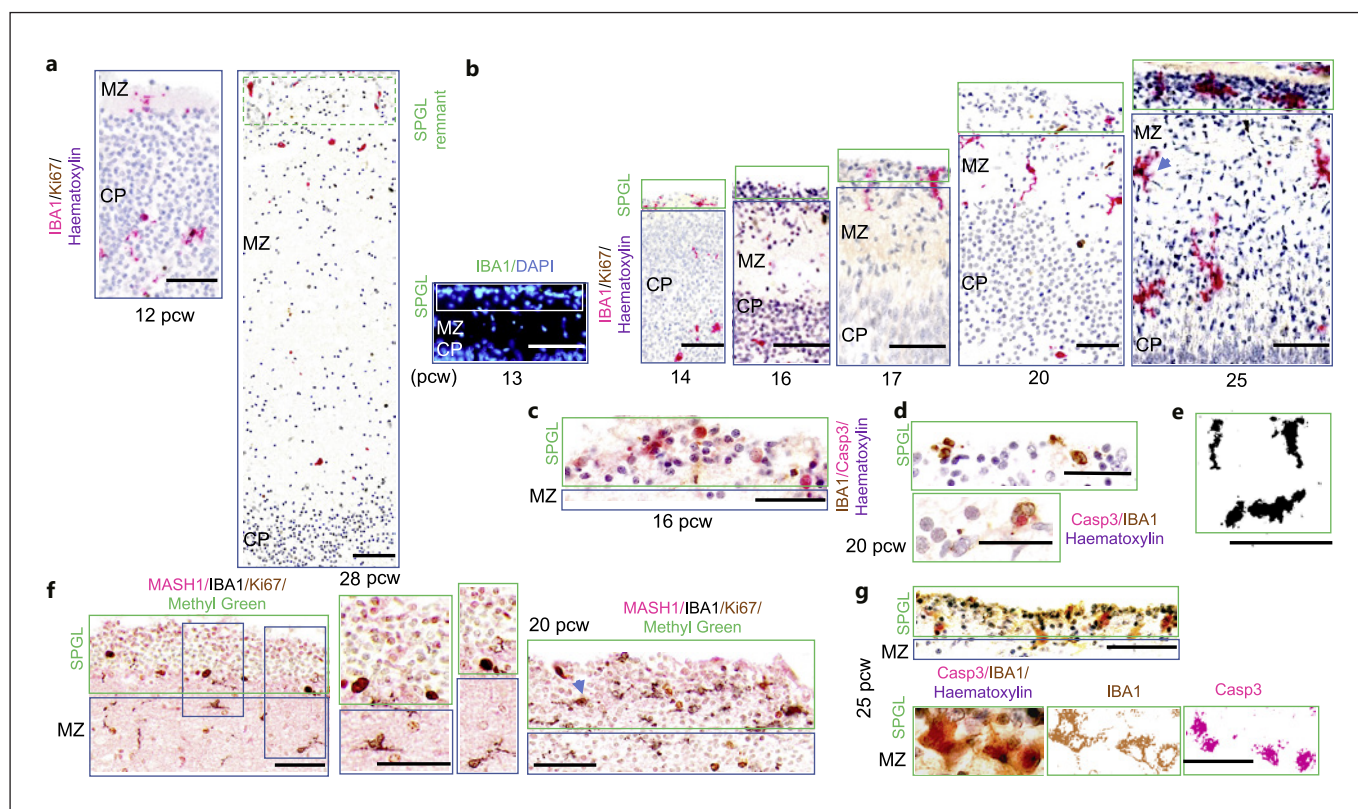 a
IBA1/Ki67/
Haematoxylin
MZ
CP
12 pcw
SPGL
remnant
MZ
CP
28 pcw
b
IBA1/DAPI
SPGL
MZ
CP
(pcw)
13
IBA1/Ki67/
Haematoxylin
SPGL
CP
14
MZ
CP
16
MZ
CP
17
MZ
CP
20
MZ
CP
25
c
SPGL
MZ
16 pcw
IBA1/Casp3/
Haematoxylin
d
SPGL
20 pcw
Casp3/IBA1
Haematoxylin
e
f
MASH1/IBA1/Ki67/
Methyl Green
SPGL
MZ
MASH1/IBA1/Ki67/
Methyl Green
20 pcw
g
SPGL
MZ
25 pcw
Casp3/IBA1/
Haematoxylin
IBA1
Casp3
SPGL
MZ